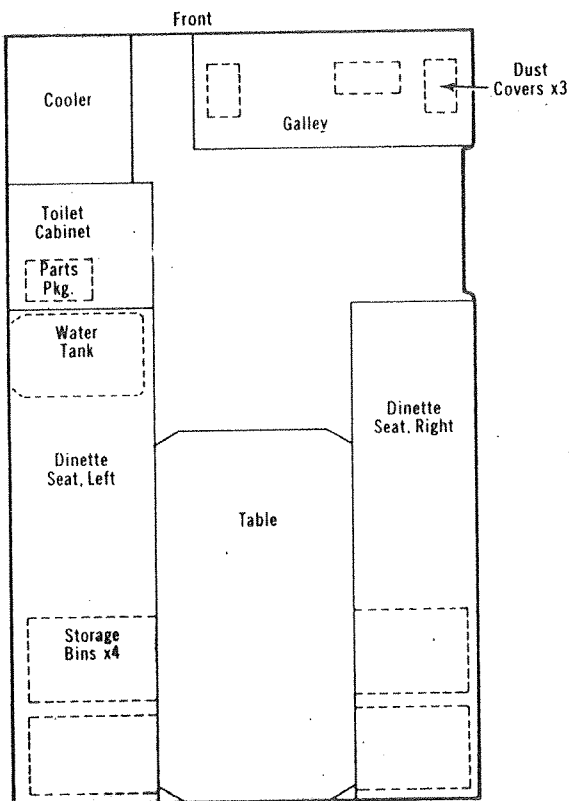 Front
Cooler
Dust
Covers x3
Galley
Toilet
Cabinet
Parts
Pkg.
Water
Tank
Dinette
Seat, Right
Dinette
Seat, Left
Table
Storage
Bins x4